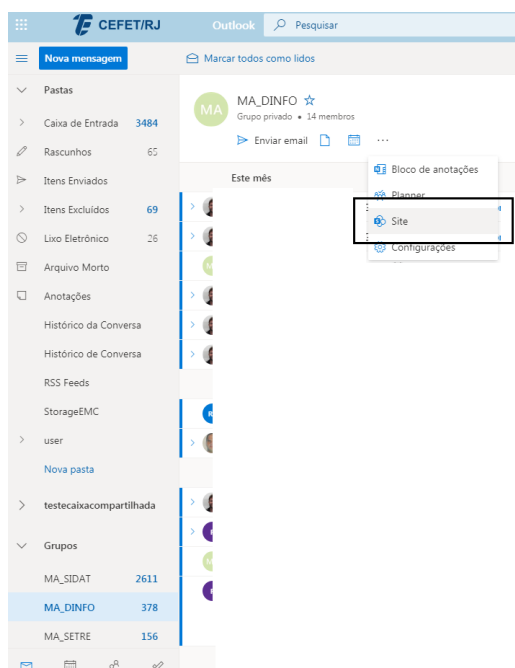 CEFET/RJ
Outlook
Pesquisar
Nova mensagem
Marcar todos como lidos
Pastas
Caixa de Entrada 3484
Rascunhos 65
Itens Enviados
Itens Excluídos 69
Lixo Eletrônico 26
Arquivo Morto
Anotações
Histórico da Conversa
Histórico de Conversa
RSS Feeds
StorageEMC
user
Nova pasta
testecaixacompartilhada
Grupos
MA_SIDAT 2611
MA_DINFO 378
MA_SETRE 156
MA
MA_DINFO
Grupo privado • 14 membros
Enviar email
...
Este mês
Bloco de anotações
Planner
Site
Configurações